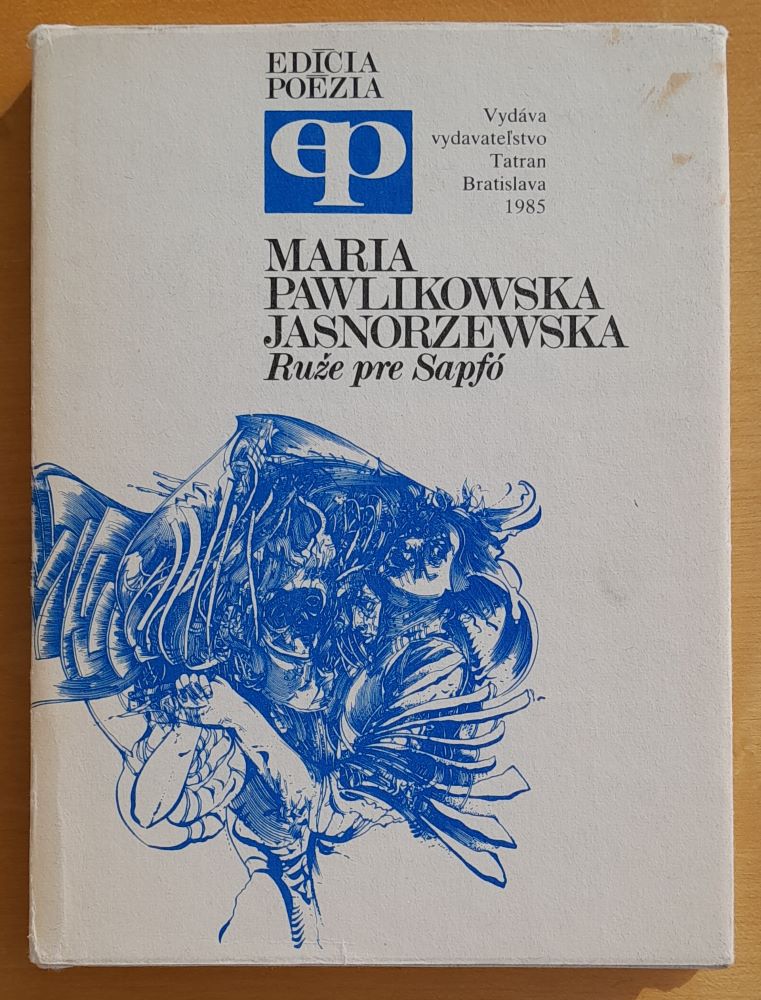 EDÍCIA
POÉZIA
ep
Vydáva
vydavateľstvo
Tatran
Bratislava
1985
MARIA
PAWLIKOWSKA
JASNORZEWSKA
Ruže pre Sapfó